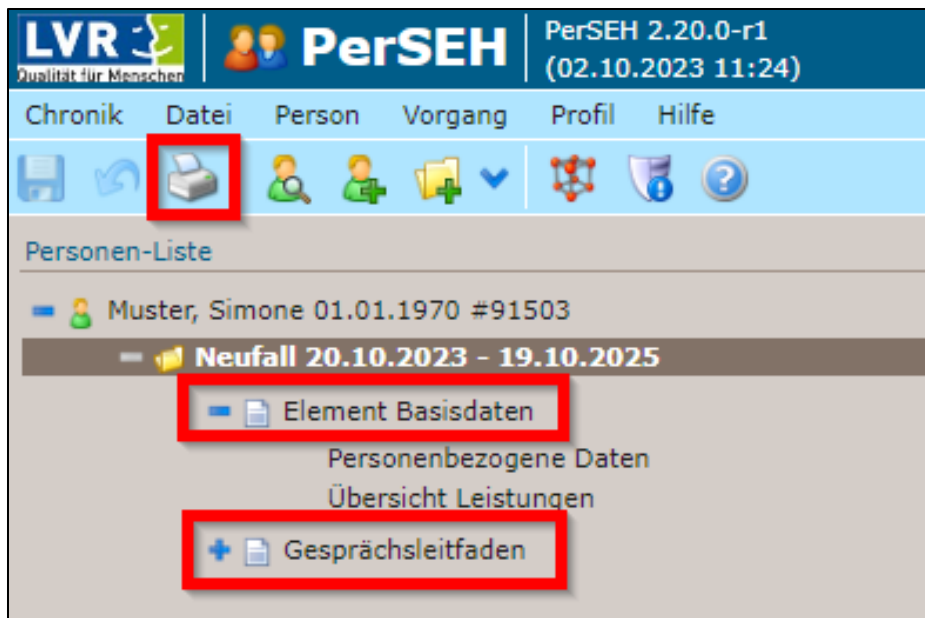 LVR
Qualität für Menschen
PerSEH
PerSEH 2.20.0-r1
(02.10.2023 11:24)
Chronik Datei Person Vorgang Profil Hilfe
Personen-Liste
Muster, Simone 01.01.1970 #91503
Neufall 20.10.2023 - 19.10.2025
Element Basisdaten
Personenbezogene Daten
Übersicht Leistungen
Gesprächsleitfaden